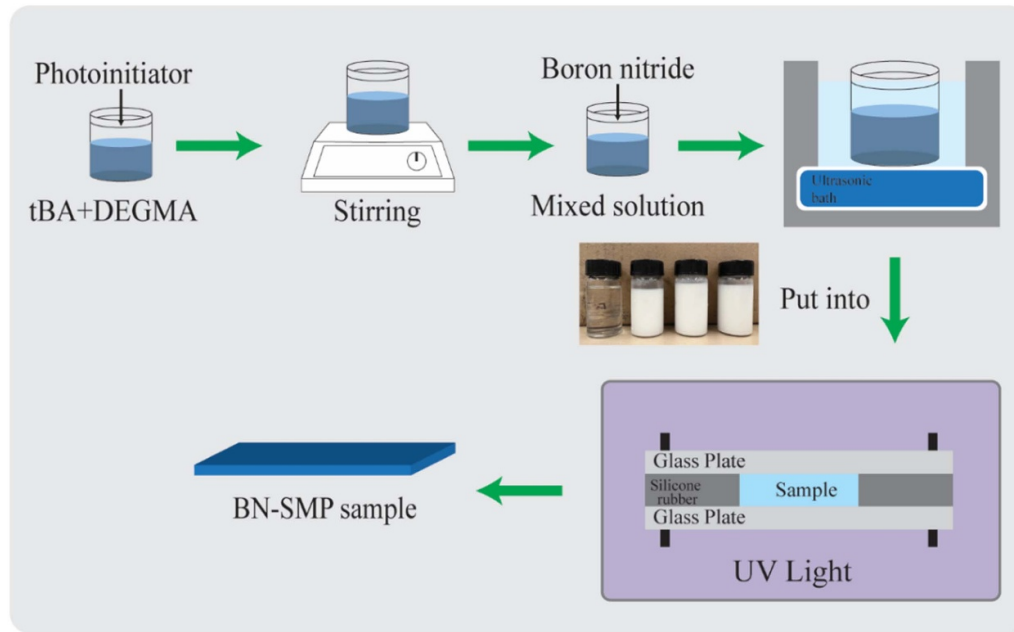 Photoinitiator
tBA+DEGMA
Stirring
Boron nitride
Mixed solution
Ultrasonic
bath
Put into
Glass Plate
Silicone
rubber
Sample
Glass Plate
UV Light
BN-SMP sample